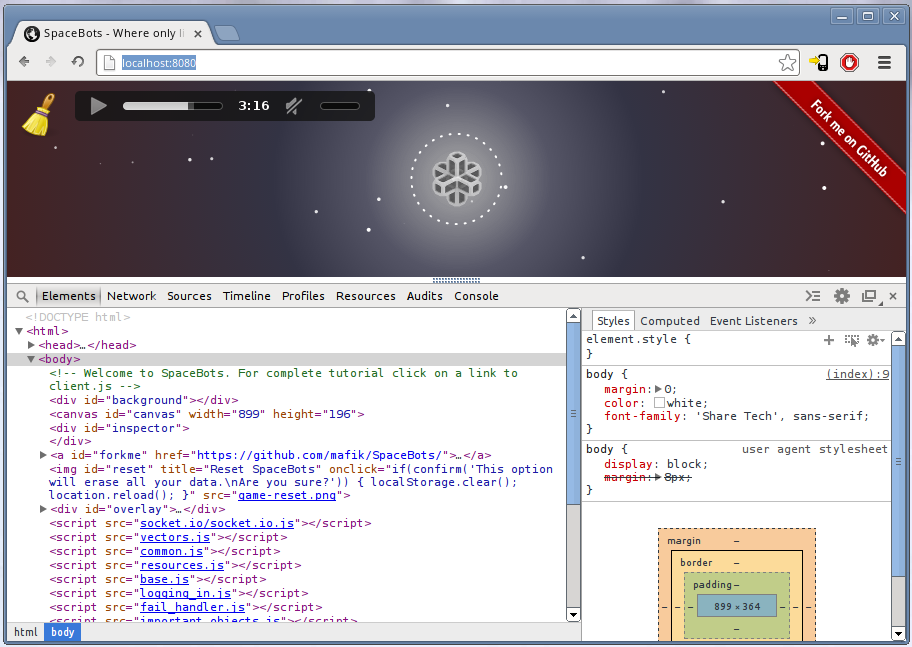 SpaceBots - Where only li
localhost:8080
3:16
Fork me on GitHub
Elements Network Sources Timeline Profiles Resources Audits Console
<!DOCTYPE html>
<html>
<head>…</head>
<body>
<!-- Welcome to SpaceBots. For complete tutorial click on a link to
client.js -->
<div id="background"></div>
<canvas id="canvas" width="899" height="196">
<div id="inspector">
</div>
<a id="forkme" href="https://github.com/mafik/SpaceBots/">…</a>
<img id="reset" title="Reset SpaceBots" onclick="if(confirm('This option
will erase all your data.\nAre you sure?')) { localStorage.clear();
location.reload(); }" src="game-reset.png">
<div id="overlay">…</div>
<script src="socket.io/socket.io.js"></script>
<script src="vectors.js"></script>
<script src="common.js"></script>
<script src="resources.js"></script>
<script src="base.js"></script>
<script src="logging_in.js"></script>
<script src="fail_handler.js"></script>
<script src="important_objects.js"></script>
html body
Styles Computed Event Listeners »
element.style {
}
body { (index):9
margin: 0;
color: white;
font-family: 'Share Tech', sans-serif;
}
body { user agent stylesheet
display: block;
margin: 8px;
}
margin –
border –
padding –
– – – 899 × 364 – – –
–